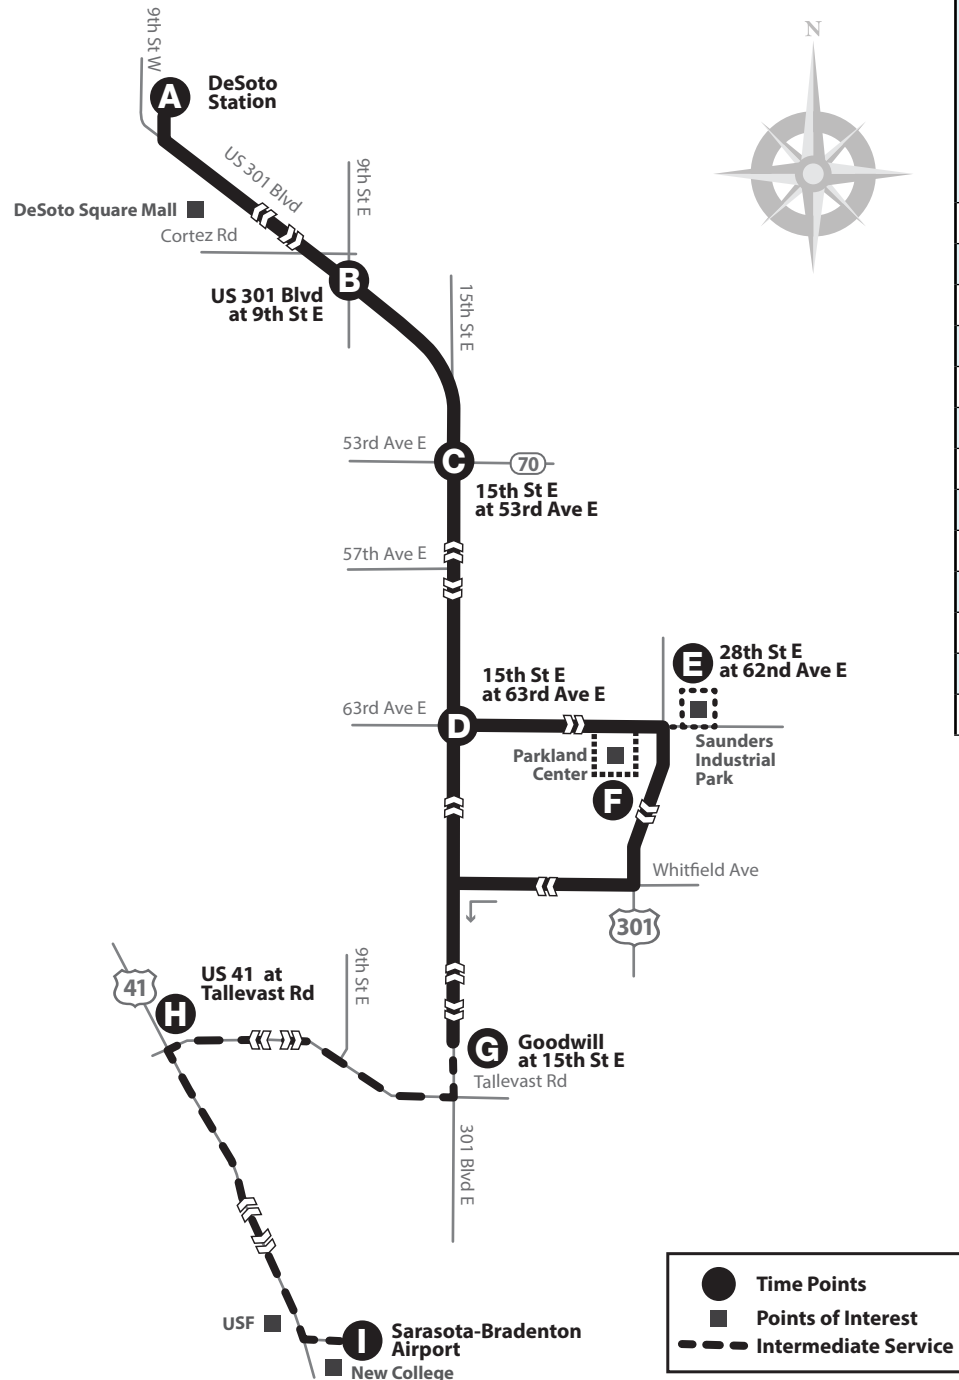 N
9th St W
A
DeSoto
Station
US 301 Blvd
9th St E
DeSoto Square Mall
Cortez Rd
B
US 301 Blvd
at 9th St E
15th St E
53rd Ave E
C
70
15th St E
at 53rd Ave E
57th Ave E
E
28th St E
at 62nd Ave E
15th St E
at 63rd Ave E
63rd Ave E
D
Saunders
Industrial
Park
Parkland
Center
F
Whitfield Ave
301
41
US 41 at
Tallevast Rd
9th St E
H
G
Goodwill
at 15th St E
Tallevast Rd
301 Blvd E
USF
I
Sarasota-Bradenton
Airport
New College
Time Points
Points of Interest
Intermediate Service